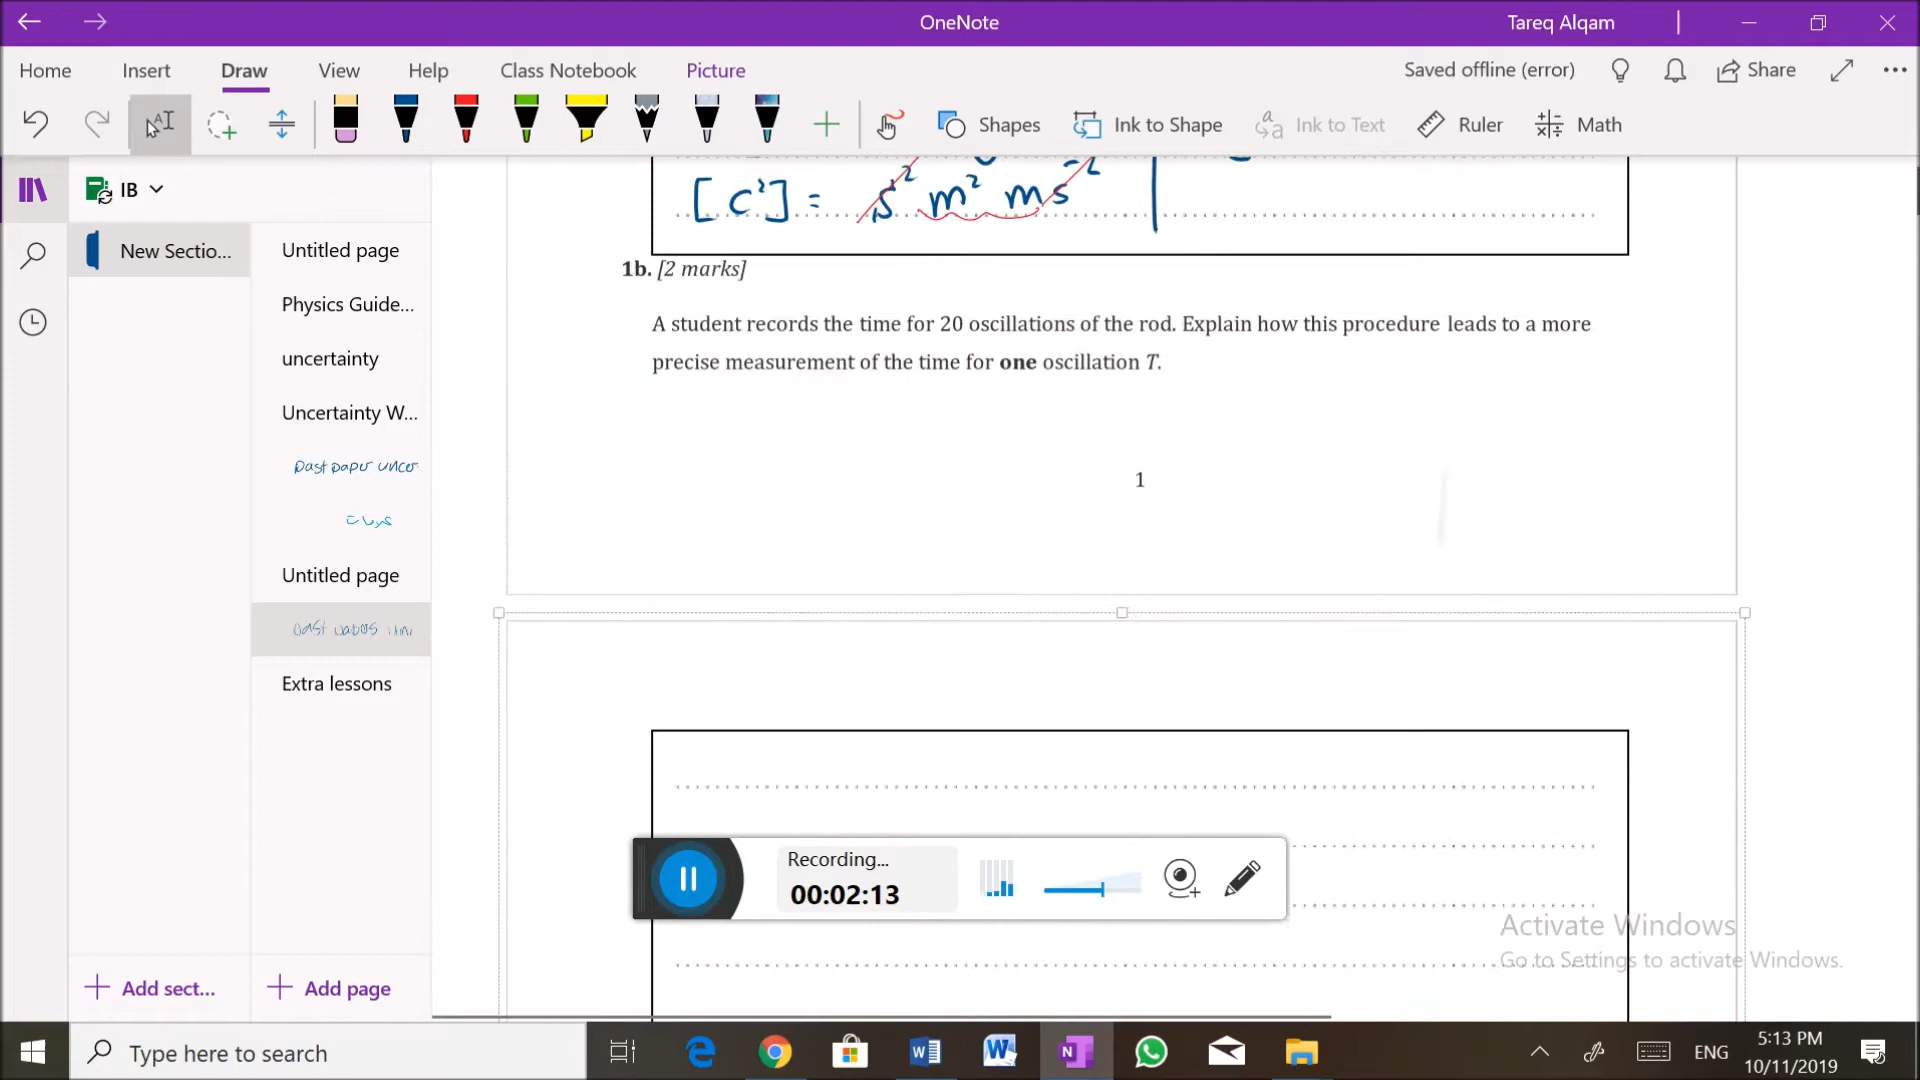 OneNote
Tareq Alqam
Home Insert Draw View Help Class Notebook Picture
Saved offline (error)
Share
Shapes
Ink to Shape
Ink to Text
Ruler
Math
IB
New Sectio...
Untitled page
Physics Guide...
uncertainty
Uncertainty W...
past paper uncer
Untitled page
Extra lessons
Add sect...
Add page
[c²] = s² m² m s⁻²
1b. [2 marks]
A student records the time for 20 oscillations of the rod. Explain how this procedure leads to a more
precise measurement of the time for one oscillation T.
1
Recording...
00:02:13
Activate Windows
Go to Settings to activate Windows.
Type here to search
ENG
5:13 PM
10/11/2019